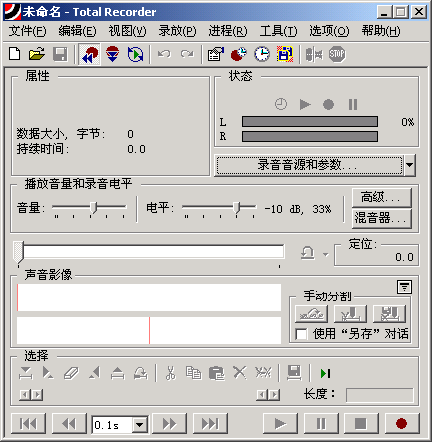 未命名 - Total Recorder
文件(F) 编辑(E) 视图(V) 录放(P) 进程(R) 工具(T) 选项(O) 帮助(H)
STOP
属性
数据大小, 字节: 0
持续时间: 0.0
状态
L 0%
R
录音音源和参数...
播放音量和录音电平
音量: 电平: -10 dB, 33%
高级...
混音器...
定位:
0.0
声音影像
手动分割
使用“另存”对话
选择
长度:
0.1s